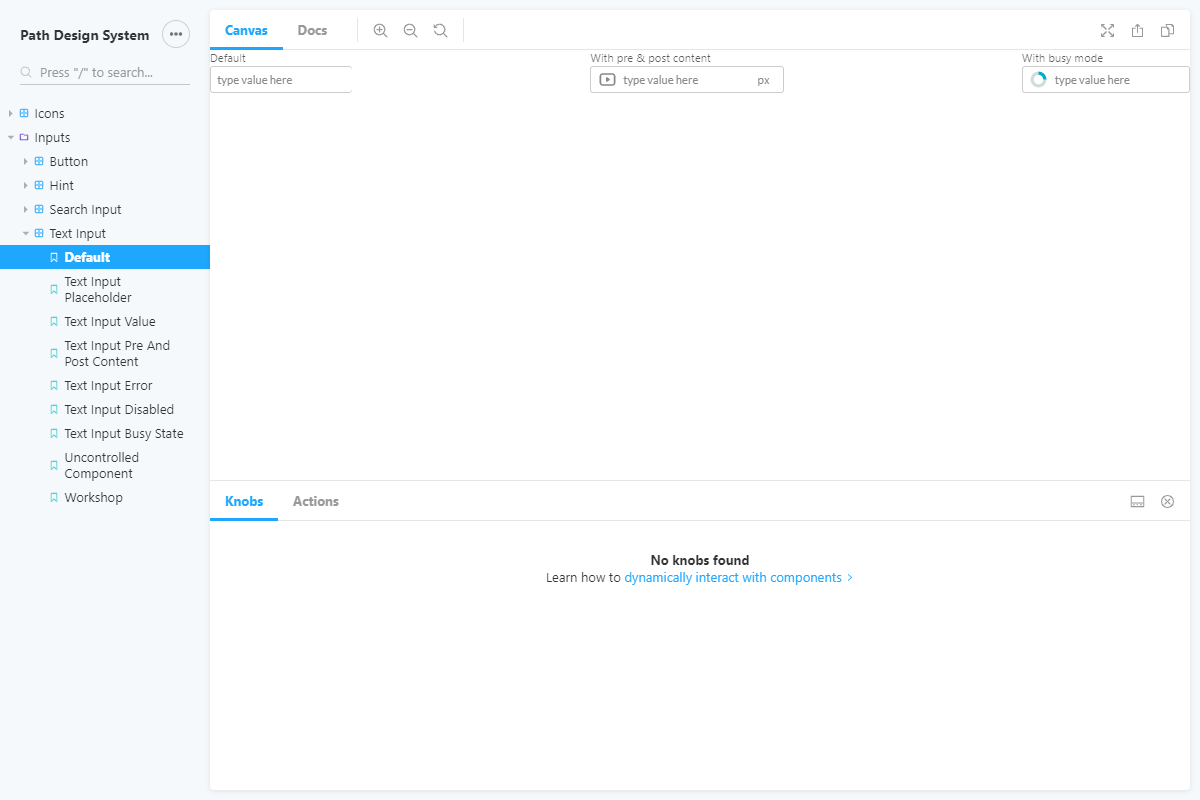 Path Design System
Press "/" to search...
Icons
Inputs
Button
Hint
Search Input
Text Input
Default
Text Input
Placeholder
Text Input Value
Text Input Pre And
Post Content
Text Input Error
Text Input Disabled
Text Input Busy State
Uncontrolled
Component
Workshop
Canvas
Docs
Default
type value here
With pre & post content
type value here
px
With busy mode
type value here
Knobs
Actions
No knobs found
Learn how to dynamically interact with components